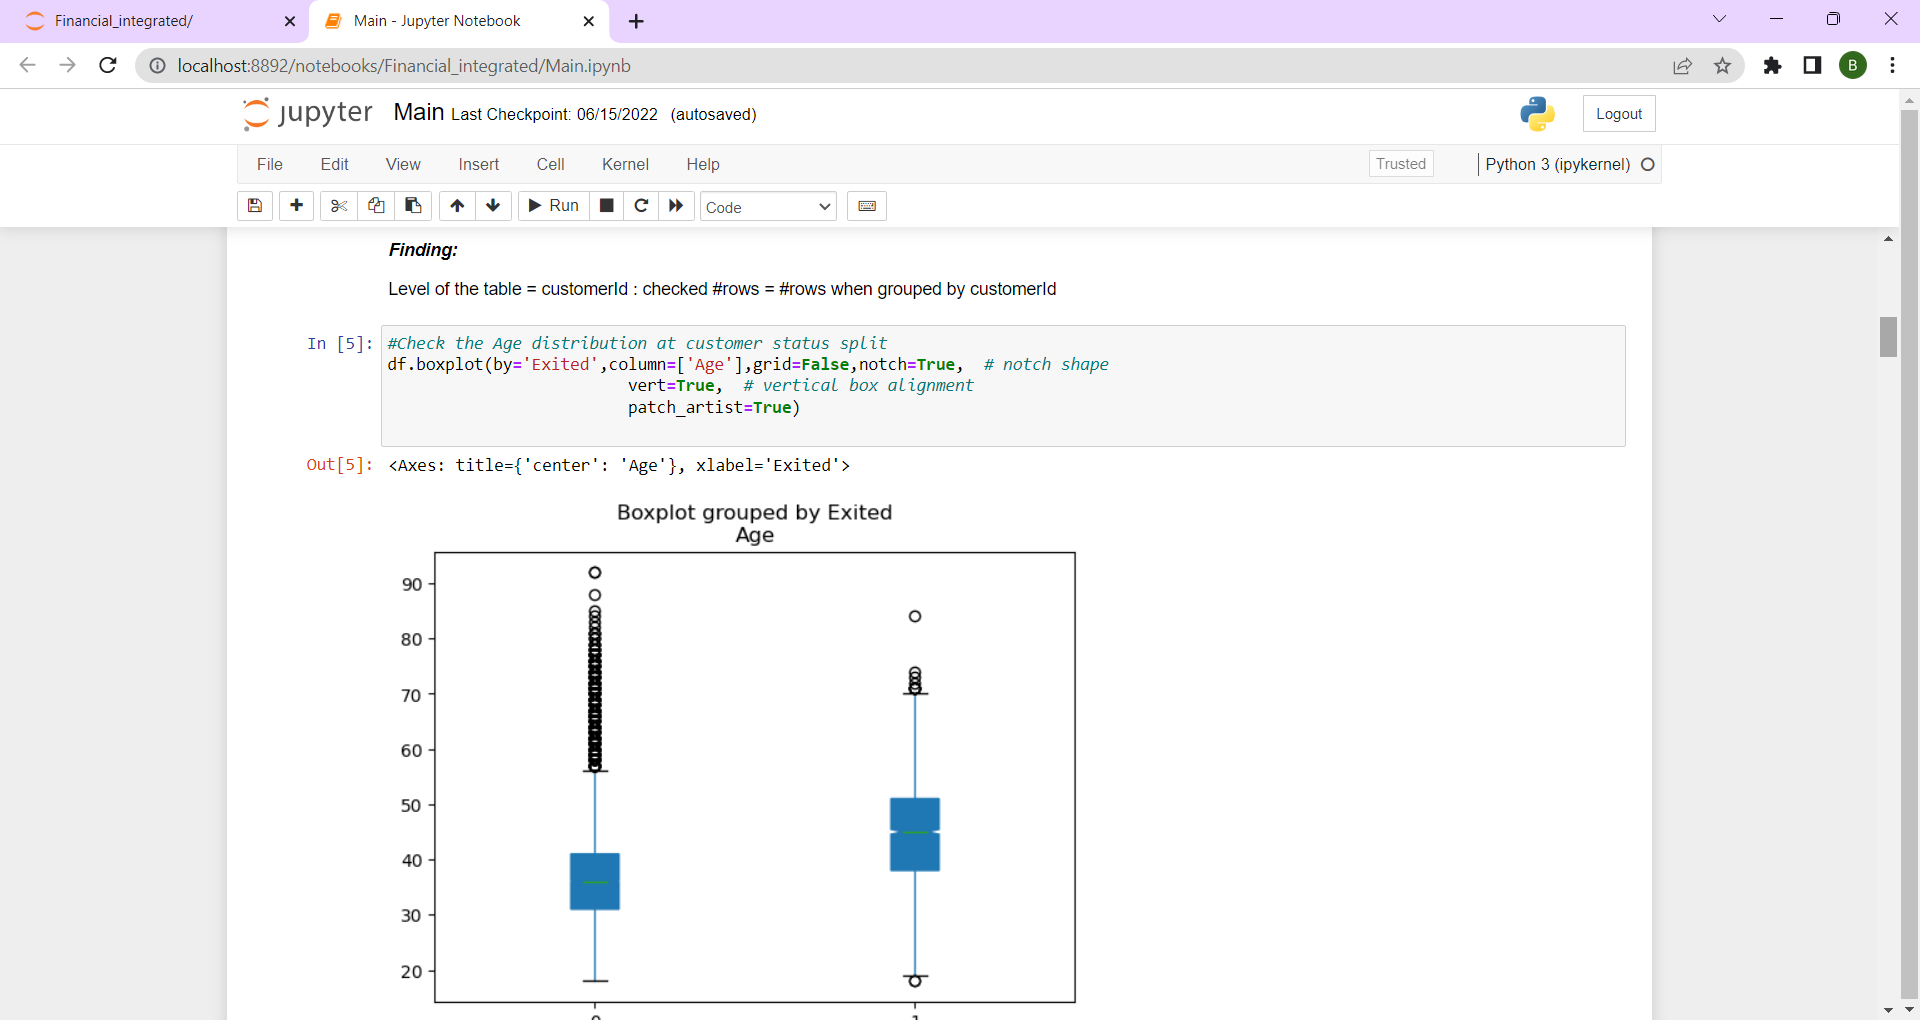 Financial_integrated/
Main - Jupyter Notebook
localhost:8892/notebooks/Financial_integrated/Main.ipynb
B
jupyter Main Last Checkpoint: 06/15/2022 (autosaved)
Logout
File Edit View Insert Cell Kernel Help
Trusted
Python 3 (ipykernel)
Run
Code
Finding:
Level of the table = customerId : checked #rows = #rows when grouped by customerId
In [5]: #Check the Age distribution at customer status split
df.boxplot(by='Exited',column=['Age'],grid=False,notch=True,  # notch shape
vert=True,  # vertical box alignment
patch_artist=True)
Out[5]: <Axes: title={'center': 'Age'}, xlabel='Exited'>
Boxplot grouped by Exited
Age
90
80
70
60
50
40
30
20